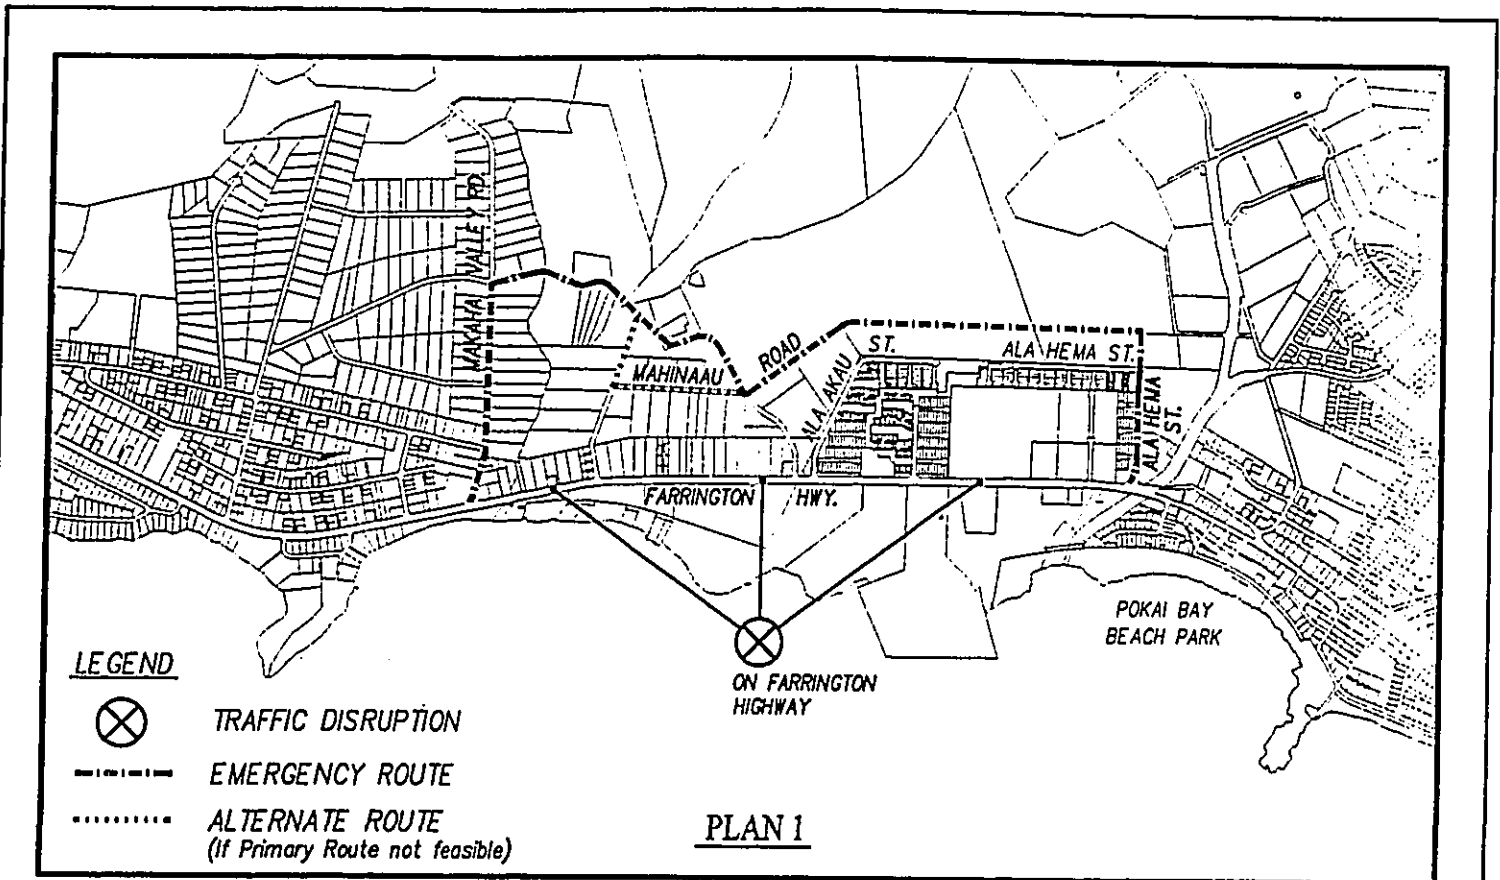 MAKAHA VALLEY RD
ROAD
ST.
ALA HEMA ST.
MAHINAAU
ALA AKAU
ALA HEMA
ST.
FARRINGTON HWY.
POKAI BAY
BEACH PARK
ON FARRINGTON
HIGHWAY
LEGEND
TRAFFIC DISRUPTION
EMERGENCY ROUTE
ALTERNATE ROUTE
(If Primary Route not feasible)
PLAN 1